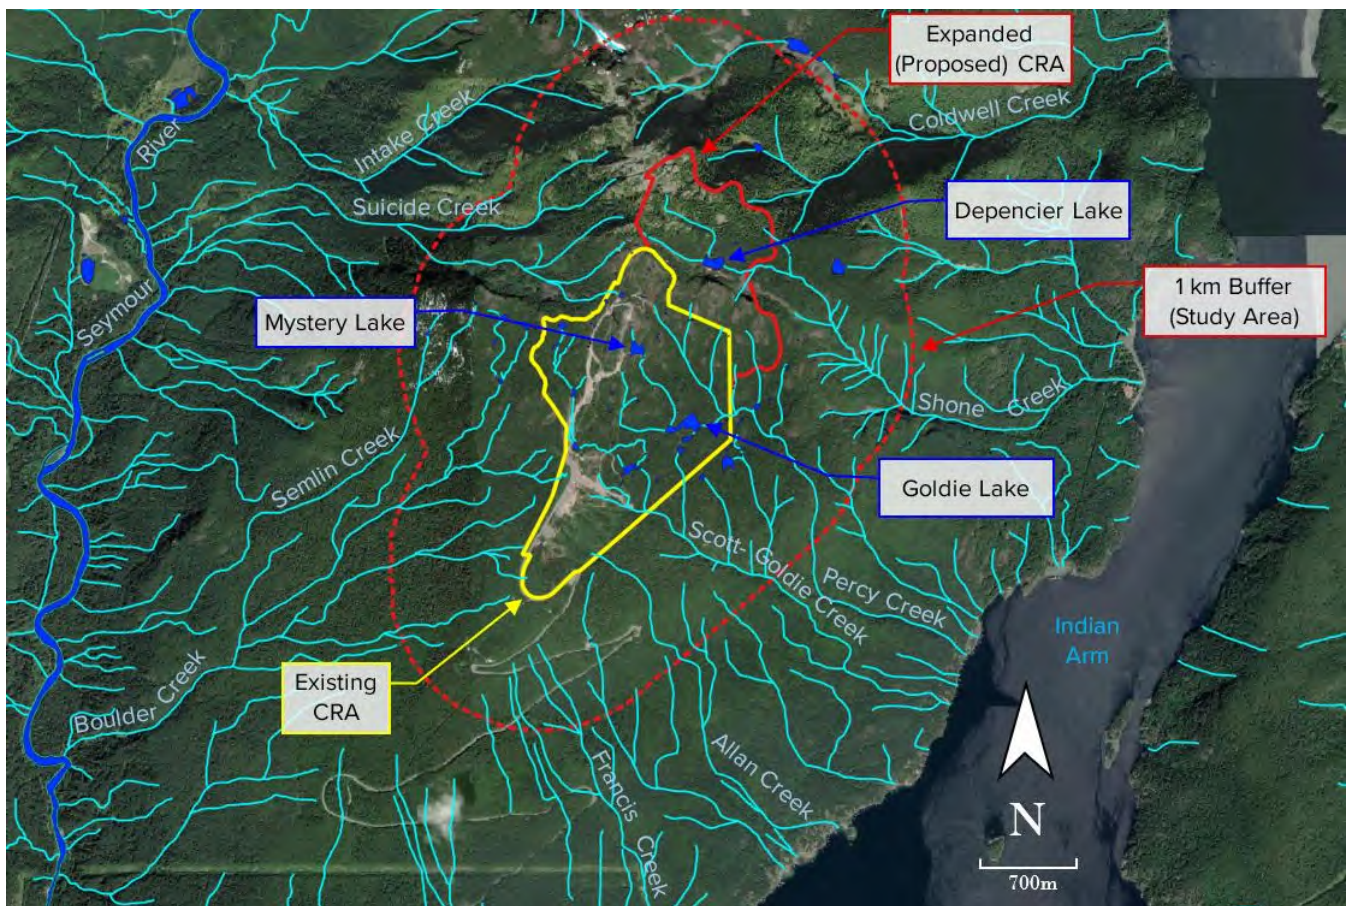 Expanded
(Proposed) CRA
Coldwell Creek
Intake Creek
River
Suicide Creek
Depencier Lake
Seymour
1 km Buffer
(Study Area)
Mystery Lake
Shone Creek
Semlin Creek
Goldie Lake
Scott-Goldie Creek
Percy Creek
Indian
Arm
Existing
CRA
Boulder Creek
Allan Creek
Francis Creek
N
700m